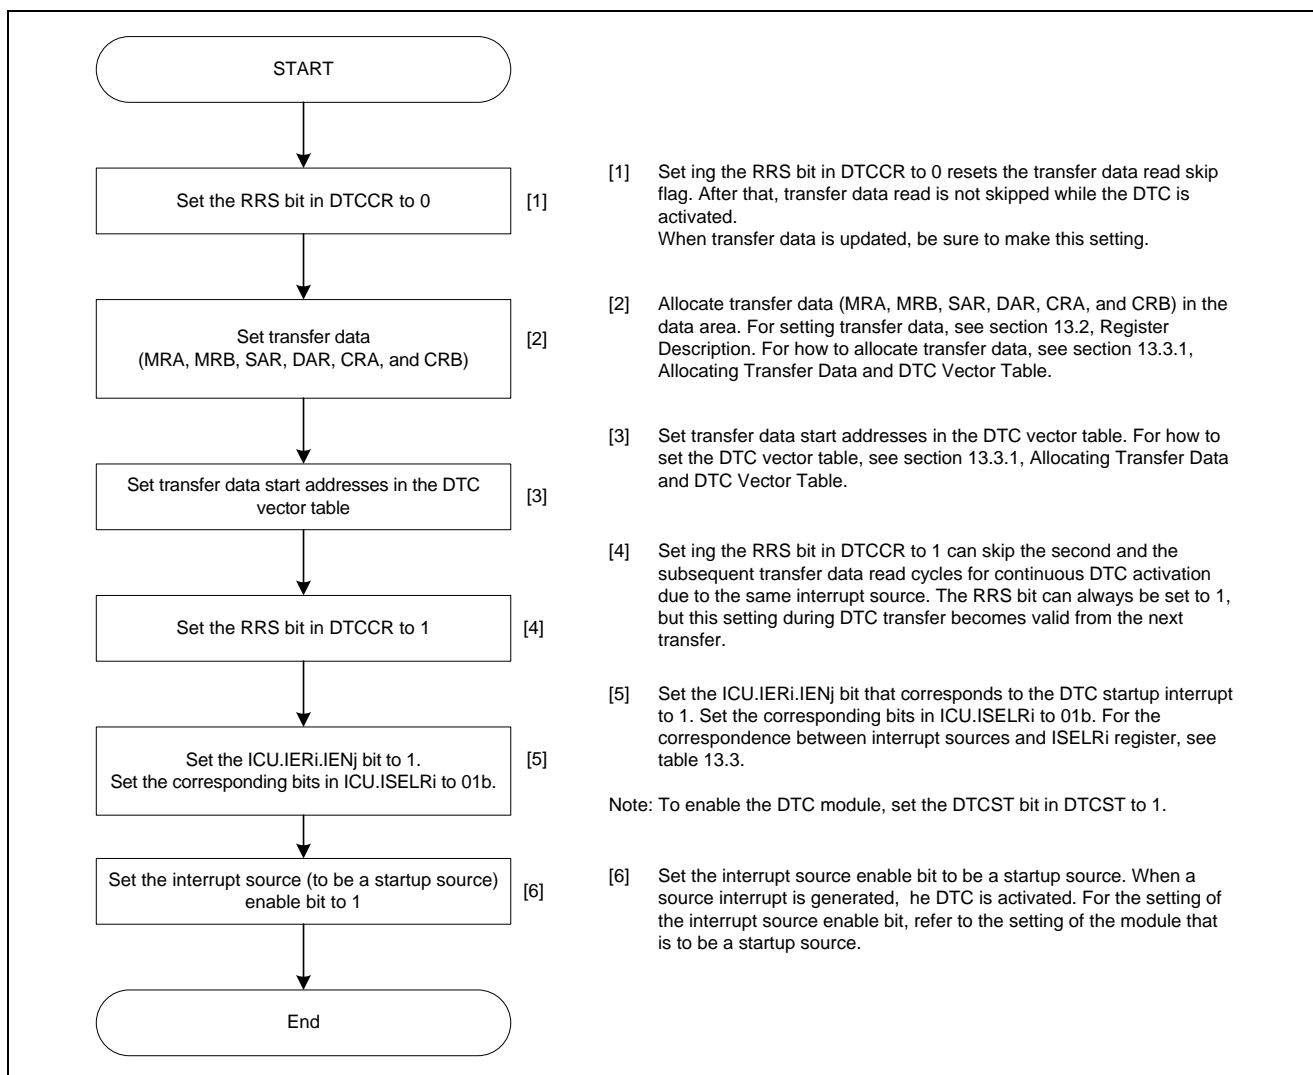 START
Set the RRS bit in DTCCR to 0
[1]
[1] Set ing the RRS bit in DTCCR to 0 resets the transfer data read skip
flag. After that, transfer data read is not skipped while the DTC is
activated.
When transfer data is updated, be sure to make this setting.
Set transfer data
(MRA, MRB, SAR, DAR, CRA, and CRB)
[2]
[2] Allocate transfer data (MRA, MRB, SAR, DAR, CRA, and CRB) in the
data area. For setting transfer data, see section 13.2, Register
Description. For how to allocate transfer data, see section 13.3.1,
Allocating Transfer Data and DTC Vector Table.
Set transfer data start addresses in the DTC
vector table
[3]
[3] Set transfer data start addresses in the DTC vector table. For how to
set the DTC vector table, see section 13.3.1, Allocating Transfer Data
and DTC Vector Table.
Set the RRS bit in DTCCR to 1
[4]
[4] Set ing the RRS bit in DTCCR to 1 can skip the second and the
subsequent transfer data read cycles for continuous DTC activation
due to the same interrupt source. The RRS bit can always be set to 1,
but this setting during DTC transfer becomes valid from the next
transfer.
Set the ICU.IERi.IENj bit to 1.
Set the corresponding bits in ICU.ISELRi to 01b.
[5]
[5] Set the ICU.IERi.IENj bit that corresponds to the DTC startup interrupt
to 1. Set the corresponding bits in ICU.ISELRi to 01b. For the
correspondence between interrupt sources and ISELRi register, see
table 13.3.
Note: To enable the DTC module, set the DTCST bit in DTCST to 1.
Set the interrupt source (to be a startup source)
enable bit to 1
[6]
[6] Set the interrupt source enable bit to be a startup source. When a
source interrupt is generated, he DTC is activated. For the setting of
the interrupt source enable bit, refer to the setting of the module that
is to be a startup source.
End